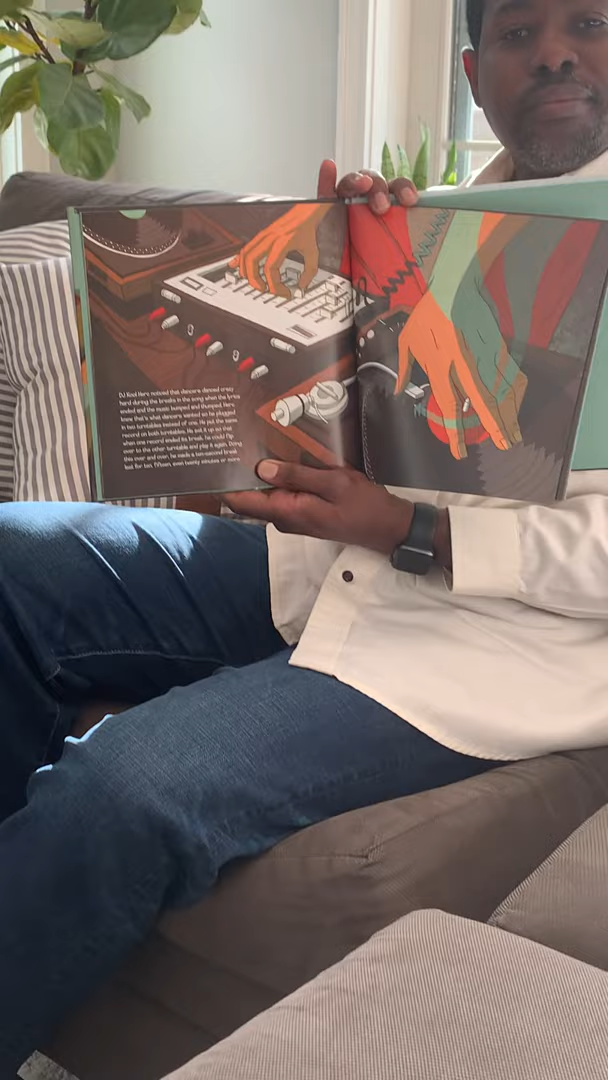 DJ Kool Herc noticed that dancers danced crazy
hard during the breaks in the song when the lyrics
ended and the music bumped and thumped. Herc
knew that's what dancers wanted so he plugged
in two turntables instead of one. He put the same
record on both turntables. He set it up so that
when one record ended its break, he could flip
over to the other turntable and play it again. Doing
this over and over, he made a two-second break
last for ten, fifteen, even twenty minutes or more.